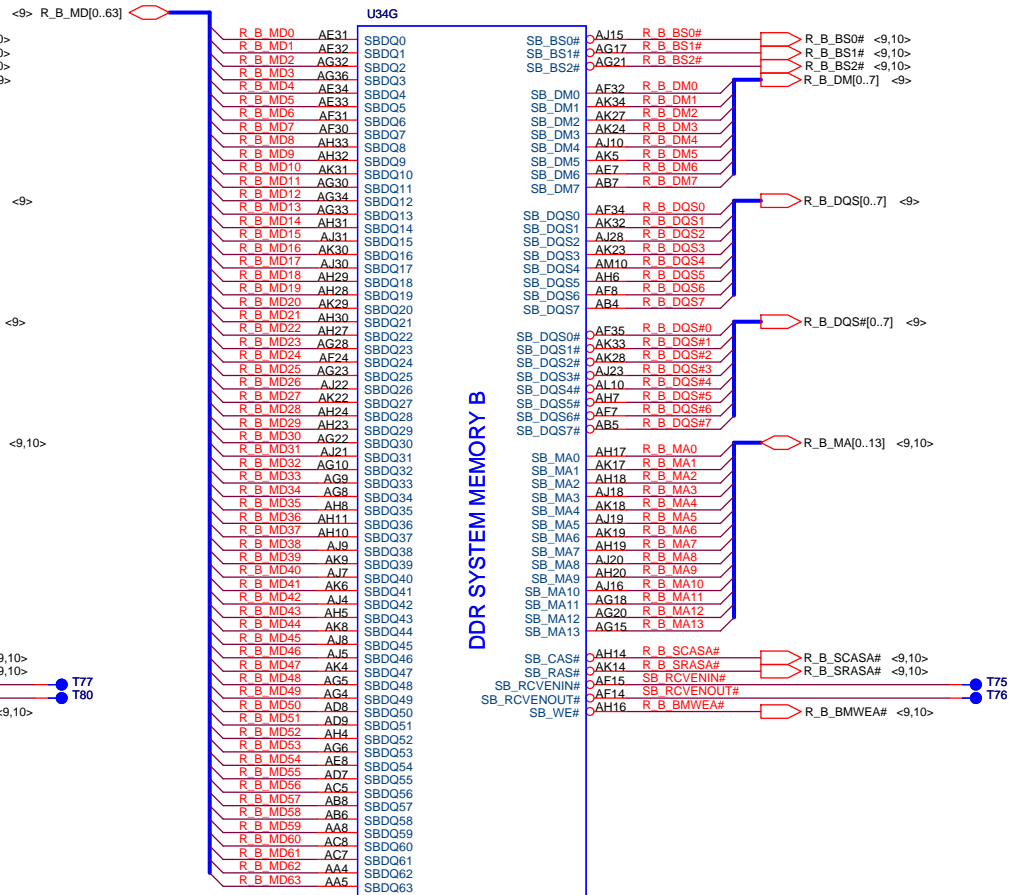 <9> R_B_MD[0..63]
U34G
R_B_MD0 AE31 SBDQ0
R_B_MD1 AE32 SBDQ1
R_B_MD2 AG32 SBDQ2
R_B_MD3 AG36 SBDQ3
R_B_MD4 AE34 SBDQ4
R_B_MD5 AE33 SBDQ5
R_B_MD6 AF31 SBDQ6
R_B_MD7 AF30 SBDQ7
R_B_MD8 AH33 SBDQ8
R_B_MD9 AH32 SBDQ9
R_B_MD10 AK31 SBDQ10
R_B_MD11 AG30 SBDQ11
R_B_MD12 AG34 SBDQ12
R_B_MD13 AG33 SBDQ13
R_B_MD14 AH31 SBDQ14
R_B_MD15 AJ31 SBDQ15
R_B_MD16 AK30 SBDQ16
R_B_MD17 AJ30 SBDQ17
R_B_MD18 AH29 SBDQ18
R_B_MD19 AH28 SBDQ19
R_B_MD20 AK29 SBDQ20
R_B_MD21 AH30 SBDQ21
R_B_MD22 AH27 SBDQ22
R_B_MD23 AG28 SBDQ23
R_B_MD24 AF24 SBDQ24
R_B_MD25 AG23 SBDQ25
R_B_MD26 AJ22 SBDQ26
R_B_MD27 AK22 SBDQ27
R_B_MD28 AH24 SBDQ28
R_B_MD29 AH23 SBDQ29
R_B_MD30 AG22 SBDQ30
R_B_MD31 AJ21 SBDQ31
R_B_MD32 AG10 SBDQ32
R_B_MD33 AG9 SBDQ33
R_B_MD34 AG8 SBDQ34
R_B_MD35 AH8 SBDQ35
R_B_MD36 AH11 SBDQ36
R_B_MD37 AH10 SBDQ37
R_B_MD38 AJ9 SBDQ38
R_B_MD39 AK9 SBDQ39
R_B_MD40 AJ7 SBDQ40
R_B_MD41 AK6 SBDQ41
R_B_MD42 AJ4 SBDQ42
R_B_MD43 AH5 SBDQ43
R_B_MD44 AK8 SBDQ44
R_B_MD45 AJ8 SBDQ45
R_B_MD46 AJ5 SBDQ46
R_B_MD47 AK4 SBDQ47
R_B_MD48 AG5 SBDQ48
R_B_MD49 AG4 SBDQ49
R_B_MD50 AD8 SBDQ50
R_B_MD51 AD9 SBDQ51
R_B_MD52 AH4 SBDQ52
R_B_MD53 AG6 SBDQ53
R_B_MD54 AE8 SBDQ54
R_B_MD55 AD7 SBDQ55
R_B_MD56 AC5 SBDQ56
R_B_MD57 AB8 SBDQ57
R_B_MD58 AB6 SBDQ58
R_B_MD59 AA8 SBDQ59
R_B_MD60 AC8 SBDQ60
R_B_MD61 AC7 SBDQ61
R_B_MD62 AA4 SBDQ62
R_B_MD63 AA5 SBDQ63
<9>
<9>
<9,10>
T77
T80
<9,10>
DDR SYSTEM MEMORY B
SB_BS0# AJ15 R_B_BS0# R_B_BS0# <9,10>
SB_BS1# AG17 R_B_BS1# R_B_BS1# <9,10>
SB_BS2# AG21 R_B_BS2# R_B_BS2# <9,10>
R_B_DM[0..7] <9>
SB_DM0 AF32 R_B_DM0
SB_DM1 AK34 R_B_DM1
SB_DM2 AK27 R_B_DM2
SB_DM3 AK24 R_B_DM3
SB_DM4 AJ10 R_B_DM4
SB_DM5 AK5 R_B_DM5
SB_DM6 AE7 R_B_DM6
SB_DM7 AB7 R_B_DM7
R_B_DQS[0..7] <9>
SB_DQS0 AF34 R_B_DQS0
SB_DQS1 AK32 R_B_DQS1
SB_DQS2 AJ28 R_B_DQS2
SB_DQS3 AK23 R_B_DQS3
SB_DQS4 AM10 R_B_DQS4
SB_DQS5 AH6 R_B_DQS5
SB_DQS6 AF8 R_B_DQS6
SB_DQS7 AB4 R_B_DQS7
R_B_DQS#[0..7] <9>
SB_DQS0# AF35 R_B_DQS#0
SB_DQS1# AK33 R_B_DQS#1
SB_DQS2# AK28 R_B_DQS#2
SB_DQS3# AJ23 R_B_DQS#3
SB_DQS4# AL10 R_B_DQS#4
SB_DQS5# AH7 R_B_DQS#5
SB_DQS6# AF7 R_B_DQS#6
SB_DQS7# AB5 R_B_DQS#7
R_B_MA[0..13] <9,10>
SB_MA0 AH17 R_B_MA0
SB_MA1 AK17 R_B_MA1
SB_MA2 AH18 R_B_MA2
SB_MA3 AJ18 R_B_MA3
SB_MA4 AK18 R_B_MA4
SB_MA5 AJ19 R_B_MA5
SB_MA6 AK19 R_B_MA6
SB_MA7 AH19 R_B_MA7
SB_MA8 AJ20 R_B_MA8
SB_MA9 AH20 R_B_MA9
SB_MA10 AJ16 R_B_MA10
SB_MA11 AG18 R_B_MA11
SB_MA12 AG20 R_B_MA12
SB_MA13 AG15 R_B_MA13
SB_CAS# AH14 R_B_SCASA# R_B_SCASA# <9,10>
SB_RAS# AK14 R_B_SRASA# R_B_SRASA# <9,10>
SB_RCVENIN# AF15 SB_RCVENIN# T75
SB_RCVENOUT# AF14 SB_RCVENOUT# T76
SB_WE# AH16 R_B_BMWEA# R_B_BMWEA# <9,10>